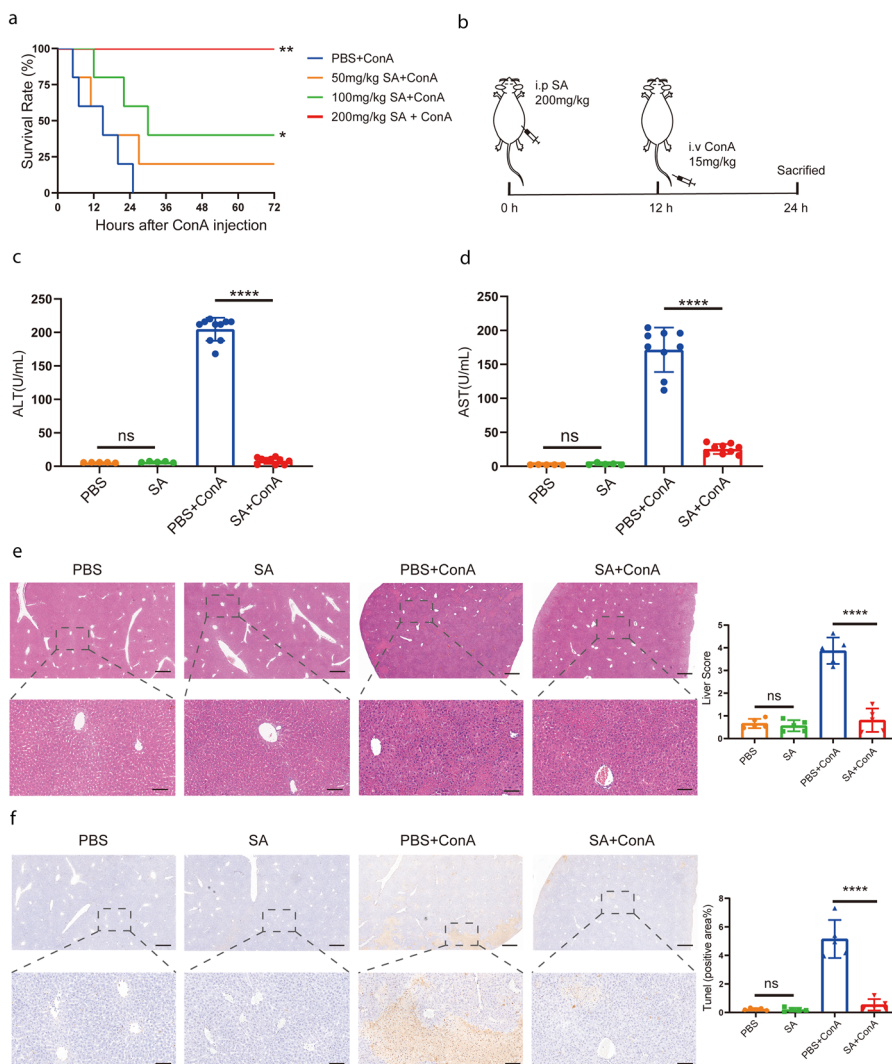 a
Survival Rate (%)
100
75
50
25
0
0 12 24 36 48 60 72
Hours after ConA injection
**
*
PBS+ConA
50mg/kg SA+ConA
100mg/kg SA+ConA
200mg/kg SA + ConA
b
i.p SA
200mg/kg
i.v ConA
15mg/kg
Sacrified
0 h
12 h
24 h
c
ALT(U/mL)
250
200
150
100
50
0
ns
****
PBS
SA
PBS+ConA
SA+ConA
d
AST(U/mL)
250
200
150
100
50
0
ns
****
PBS
SA
PBS+ConA
SA+ConA
e
PBS
SA
PBS+ConA
SA+ConA
Liver Score
5
4
3
2
1
0
ns
****
PBS
SA
PBS+ConA
SA+ConA
f
PBS
SA
PBS+ConA
SA+ConA
Tunel (positive area%)
8
6
4
2
0
ns
****
PBS
SA
PBS+ConA
SA+ConA